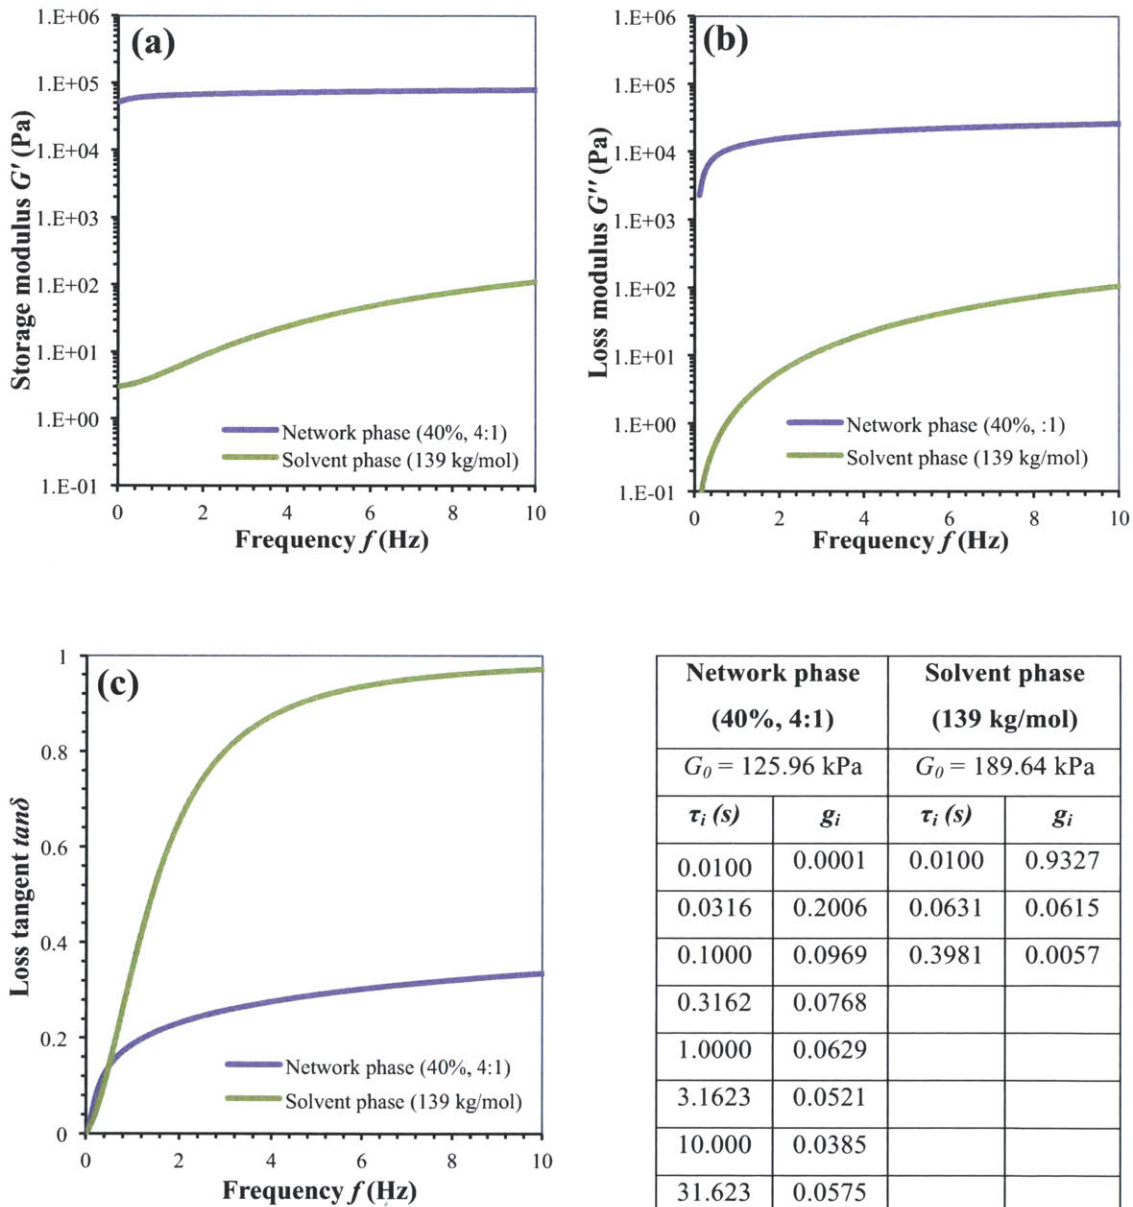 (a)
1.E+06
1.E+05
1.E+04
1.E+03
1.E+02
1.E+01
1.E+00
1.E-01
Storage modulus G′ (Pa)
Network phase (40%, 4:1)
Solvent phase (139 kg/mol)
0 2 4 6 8 10
Frequency f (Hz)
(b)
1.E+06
1.E+05
1.E+04
1.E+03
1.E+02
1.E+01
1.E+00
1.E-01
Loss modulus G″ (Pa)
Network phase (40%, :1)
Solvent phase (139 kg/mol)
0 2 4 6 8 10
Frequency f (Hz)
(c)
1
0.8
0.6
0.4
0.2
0
Loss tangent tanδ
Network phase (40%, 4:1)
Solvent phase (139 kg/mol)
0 2 4 6 8 10
Frequency f (Hz)
Network phase (40%, 4:1) Solvent phase (139 kg/mol)
G0 = 125.96 kPa G0 = 189.64 kPa
τi (s) gi τi (s) gi
0.0100 0.0001 0.0100 0.9327
0.0316 0.2006 0.0631 0.0615
0.1000 0.0969 0.3981 0.0057
0.3162 0.0768
1.0000 0.0629
3.1623 0.0521
10.000 0.0385
31.623 0.0575